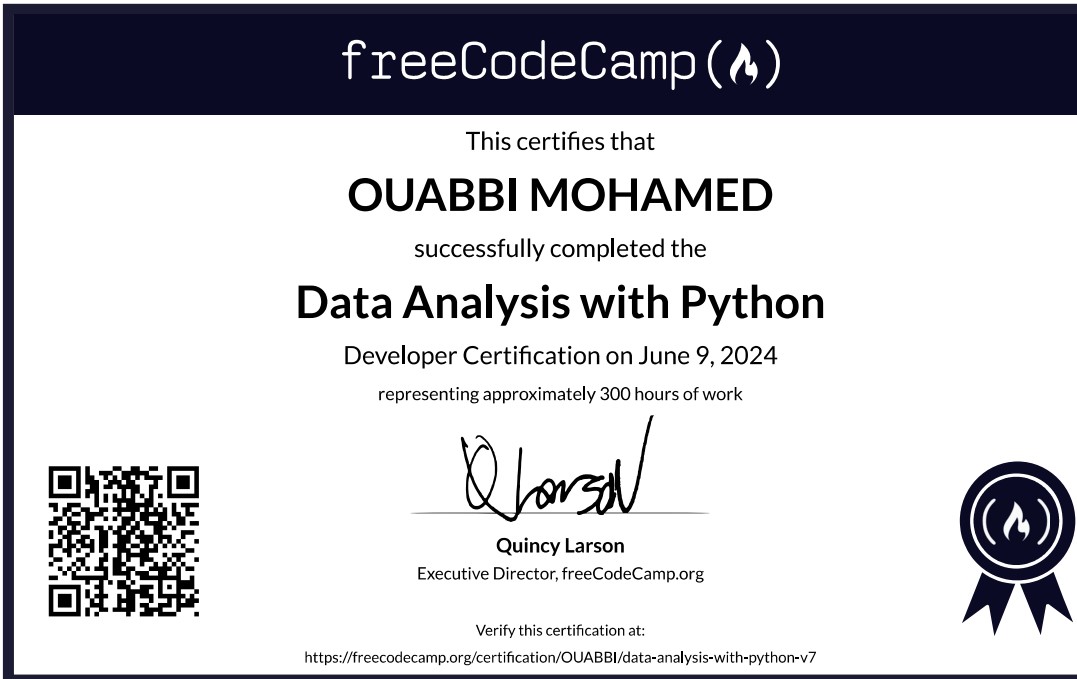 freeCodeCamp
This certifies that
OUABBI MOHAMED
successfully completed the
Data Analysis with Python
Developer Certification on June 9, 2024
representing approximately 300 hours of work
Q Larson
Quincy Larson
Executive Director, freeCodeCamp.org
Verify this certification at:
https://freecodecamp.org/certification/OUABBI/data-analysis-with-python-v7